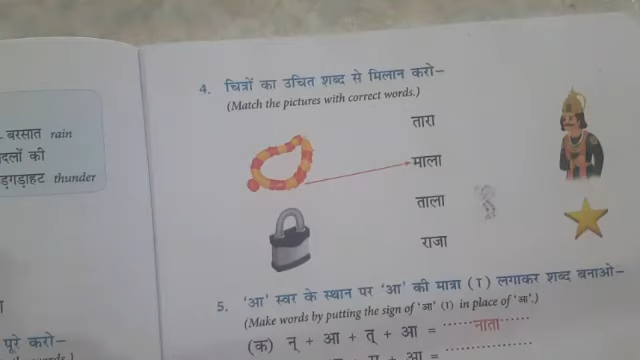 4. चित्रों का उचित शब्द से मिलान करो–
(Match the pictures with correct words.)
तारा
माला
ताला
राजा
- बरसात rain
दलों की
ड़गड़ाहट thunder
5. 'आ' स्वर के स्थान पर 'आ' की मात्रा (ा) लगाकर शब्द बनाओ–
(Make words by putting the sign of 'आ' (ा) in place of 'आ'.)
पूरे करो–
(क) न् + आ + त् + आ = नाता
+ आ =